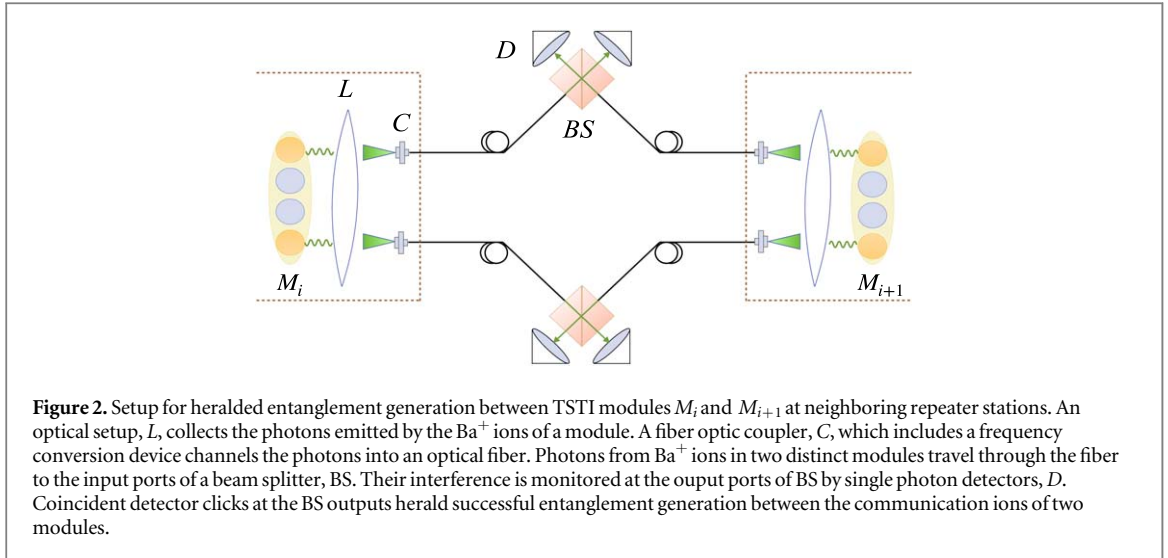 D
L
C
BS
Mi
Mi+1
Figure 2. Setup for heralded entanglement generation between TSTI modules Mi and Mi+1 at neighboring repeater stations. An
optical setup, L, collects the photons emitted by the Ba+ ions of a module. A fiber optic coupler, C, which includes a frequency
conversion device channels the photons into an optical fiber. Photons from Ba+ ions in two distinct modules travel through the fiber
to the input ports of a beam splitter, BS. Their interference is monitored at the ouput ports of BS by single photon detectors, D.
Coincident detector clicks at the BS outputs herald successful entanglement generation between the communication ions of two
modules.